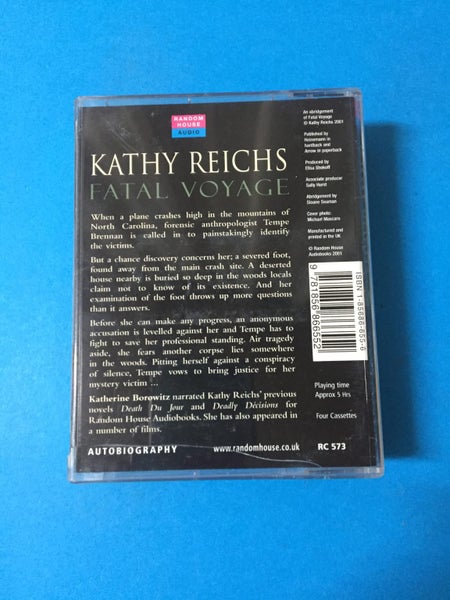 RANDOM
HOUSE
AUDIO
KATHY REICHS
FATAL VOYAGE
When a plane crashes high in the mountains of
North Carolina, forensic anthropologist Tempe
Brennan is called in to painstakingly identify
the victims.
But a chance discovery concerns her; a severed foot,
found away from the main crash site. A deserted
house nearby is buried so deep in the woods locals
claim not to know of its existence. And her
examination of the foot throws up more questions
than it answers.
Before she can make any progress, an anonymous
accusation is levelled against her and Tempe has to
fight to save her professional standing. Air tragedy
aside, she fears another corpse lies somewhere
in the woods. Pitting herself against a conspiracy
of silence, Tempe vows to bring justice for her
mystery victim ...
Katherine Borowitz narrated Kathy Reichs' previous
novels Death Du Jour and Deadly Décisions for
Random House Audiobooks. She has also appeared in
a number of films.
AUTOBIOGRAPHY
www.randomhouse.co.uk
RC 573
An abridgement
of Fatal Voyage
© Kathy Reichs 2001
Published by
Heinemann in
hardback and
Arrow in paperback
Produced by
Elisa Shokoff
Associate producer
Sally Hurst
Abridgement by
Sloane Seaman
Cover photo:
Michael Mascaro
Manufactured and
printed in the UK
© Random House
Audiobooks 2001
ISBN 1-85686-655-6
9 781856 866552
Playing time
Approx 5 Hrs
Four Cassettes